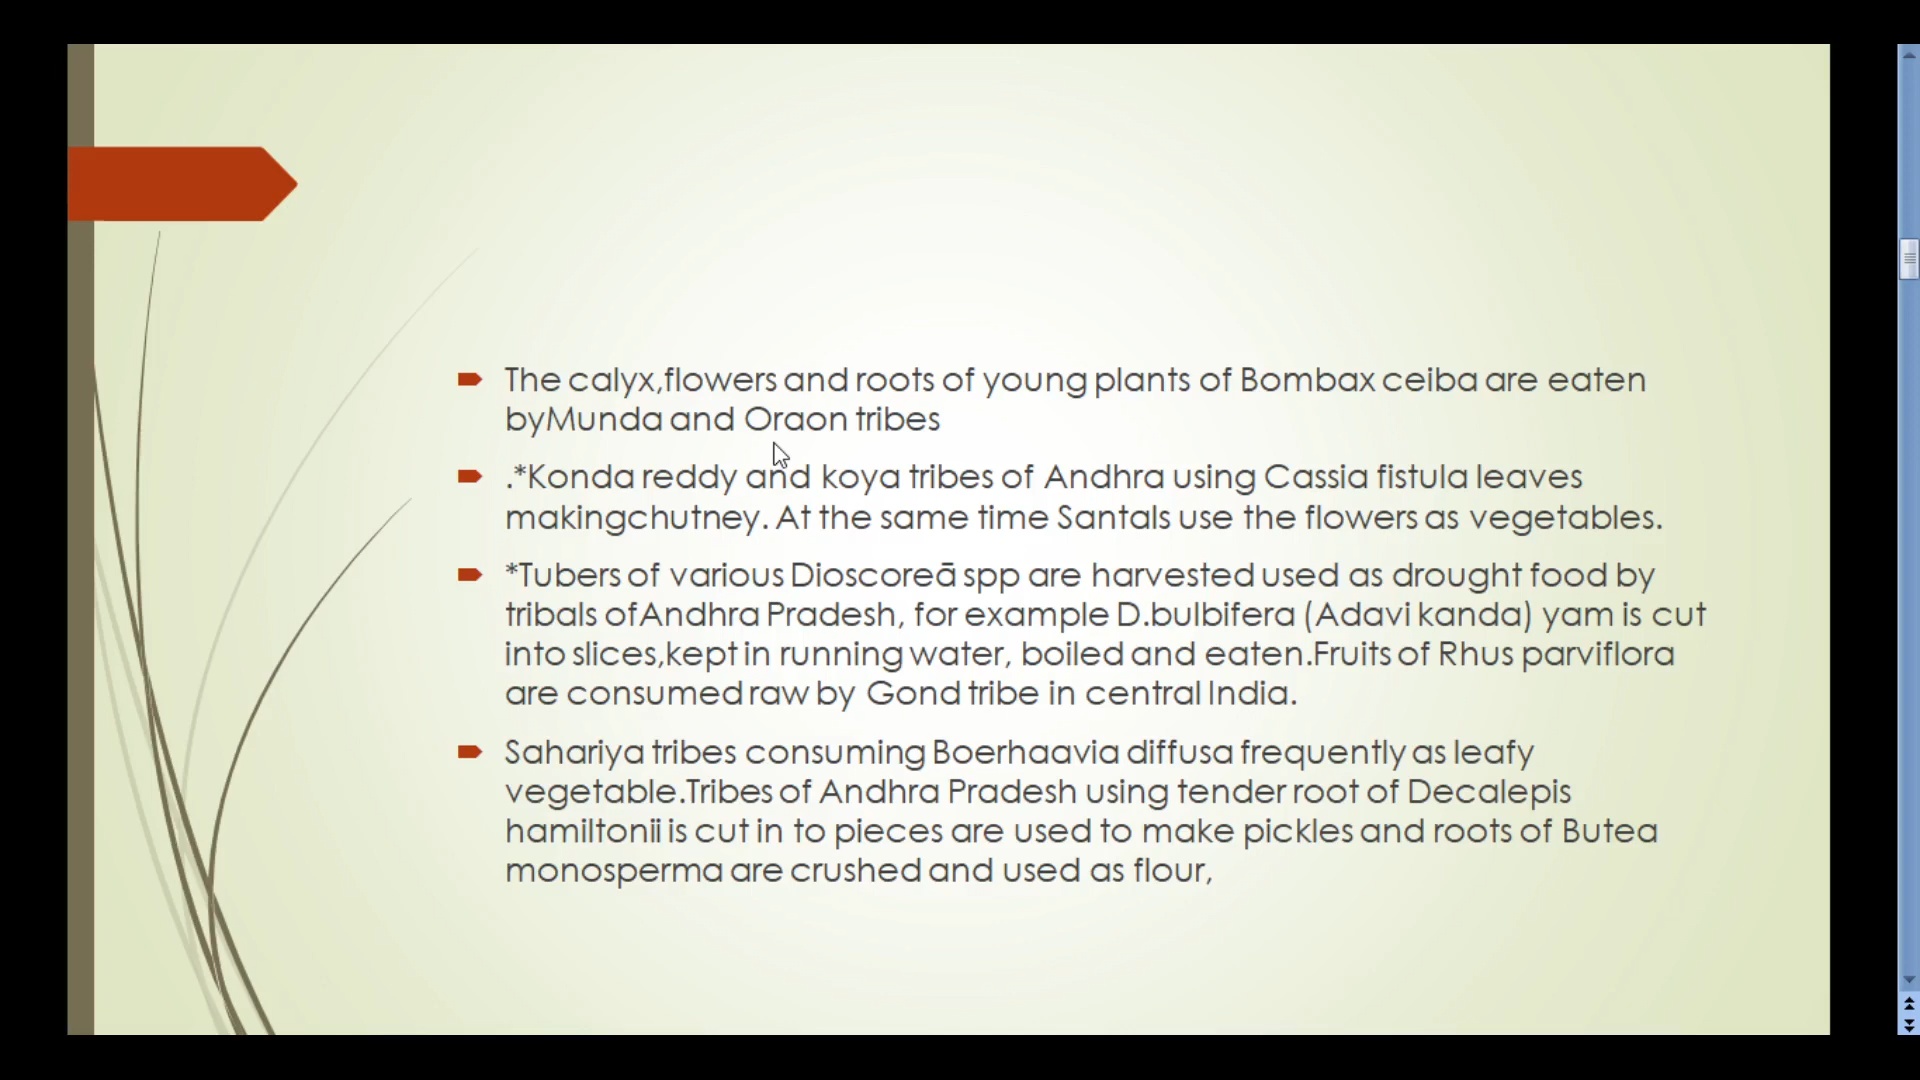 The calyx,flowers and roots of young plants of Bombax ceiba are eaten
byMunda and Oraon tribes
.*Konda reddy and koya tribes of Andhra using Cassia fistula leaves
makingchutney. At the same time Santals use the flowers as vegetables.
*Tubers of various Dioscoreā spp are harvested used as drought food by
tribals ofAndhra Pradesh, for example D.bulbifera (Adavi kanda) yam is cut
into slices,kept in running water, boiled and eaten.Fruits of Rhus parviflora
are consumed raw by Gond tribe in central India.
Sahariya tribes consuming Boerhaavia diffusa frequently as leafy
vegetable.Tribes of Andhra Pradesh using tender root of Decalepis
hamiltonii is cut in to pieces are used to make pickles and roots of Butea
monosperma are crushed and used as flour,